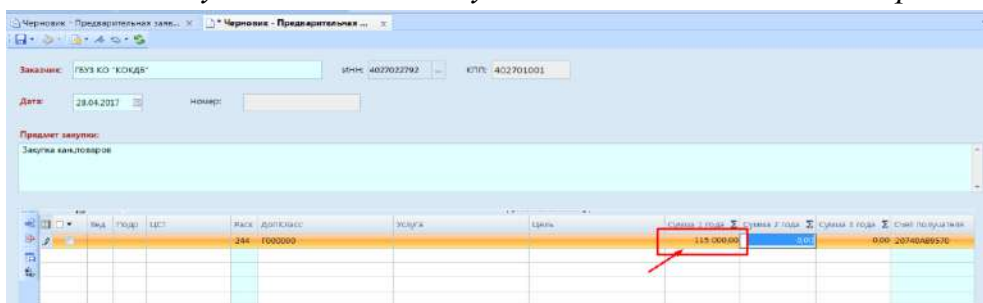 Черновик - Предварительная заяв...
* Черновик - Предварительная ...
Заказчик: ГБУЗ КО "КОКДБ" ИНН: 4027022792 ... КПП: 402701001
Дата: 28.04.2017 Номер:
Предмет закупки:
Закупка канцтоваров
Вид Подр ЦСТ Расх ДопКласс Услуга Цель Сумма 1 года Σ Сумма 2 года Σ Сумма 3 года Σ Счет получателя
244 Г000000 115 000,00 0,00 0,00